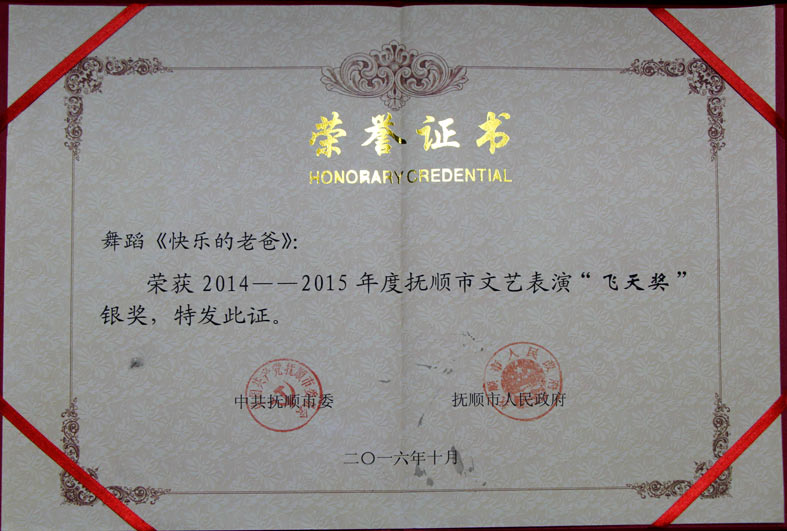 荣誉证书
HONORARY CREDENTIAL
舞蹈《快乐的老爸》:
荣获 2014——2015 年度抚顺市文艺表演“飞天奖”
银奖，特发此证。
中共抚顺市委 抚顺市人民政府
二〇一六年十月